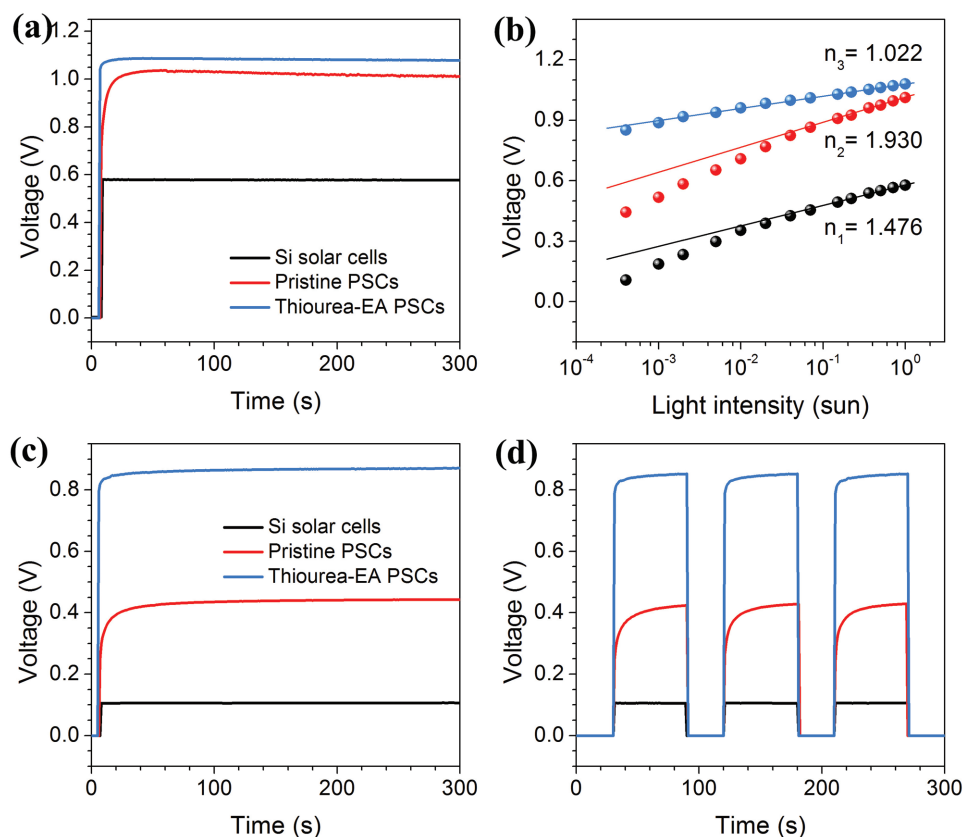 (a)
1.2
1.0
0.8
0.6
0.4
0.2
0.0
Voltage (V)
Si solar cells
Pristine PSCs
Thiourea-EA PSCs
0
100
200
300
Time (s)
(b)
1.2
0.9
0.6
0.3
0.0
Voltage (V)
n3= 1.022
n2= 1.930
n1= 1.476
10⁻⁴
10⁻³
10⁻²
10⁻¹
10⁰
Light intensity (sun)
(c)
0.8
0.6
0.4
0.2
0.0
Voltage (V)
Si solar cells
Pristine PSCs
Thiourea-EA PSCs
0
100
200
300
Time (s)
(d)
0.8
0.6
0.4
0.2
0.0
Voltage (V)
0
100
200
300
Time (s)